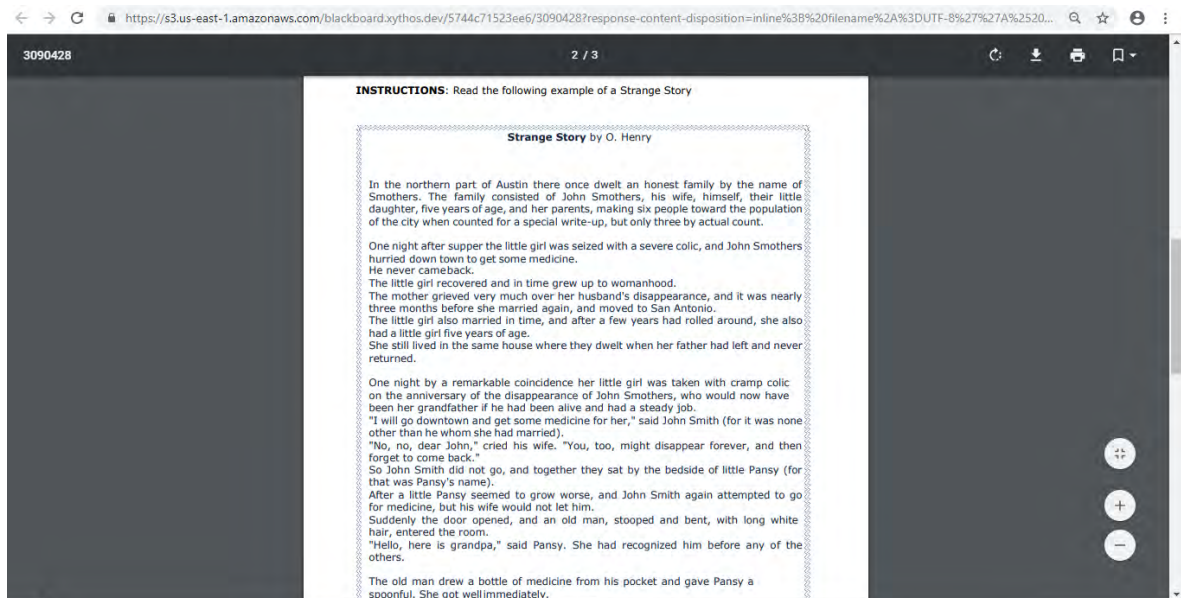 https://s3.us-east-1.amazonaws.com/blackboard.xythos.dev/5744c71523ee6/3090428?response-content-disposition=inline%3B%20filename%2A%3DUTF-8%27%27A%2520...
3090428
2 / 3
INSTRUCTIONS: Read the following example of a Strange Story
Strange Story by O. Henry
In the northern part of Austin there once dwelt an honest family by the name of
Smothers. The family consisted of John Smothers, his wife, himself, their little
daughter, five years of age, and her parents, making six people toward the population
of the city when counted for a special write-up, but only three by actual count.
One night after supper the little girl was seized with a severe colic, and John Smothers
hurried down town to get some medicine.
He never cameback.
The little girl recovered and in time grew up to womanhood.
The mother grieved very much over her husband's disappearance, and it was nearly
three months before she married again, and moved to San Antonio.
The little girl also married in time, and after a few years had rolled around, she also
had a little girl five years of age.
She still lived in the same house where they dwelt when her father had left and never
returned.
One night by a remarkable coincidence her little girl was taken with cramp colic
on the anniversary of the disappearance of John Smothers, who would now have
been her grandfather if he had been alive and had a steady job.
"I will go downtown and get some medicine for her," said John Smith (for it was none
other than he whom she had married).
"No, no, dear John," cried his wife. "You, too, might disappear forever, and then
forget to come back."
So John Smith did not go, and together they sat by the bedside of little Pansy (for
that was Pansy's name).
After a little Pansy seemed to grow worse, and John Smith again attempted to go
for medicine, but his wife would not let him.
Suddenly the door opened, and an old man, stooped and bent, with long white
hair, entered the room.
"Hello, here is grandpa," said Pansy. She had recognized him before any of the
others.
The old man drew a bottle of medicine from his pocket and gave Pansy a
spoonful. She got wellimmediately.